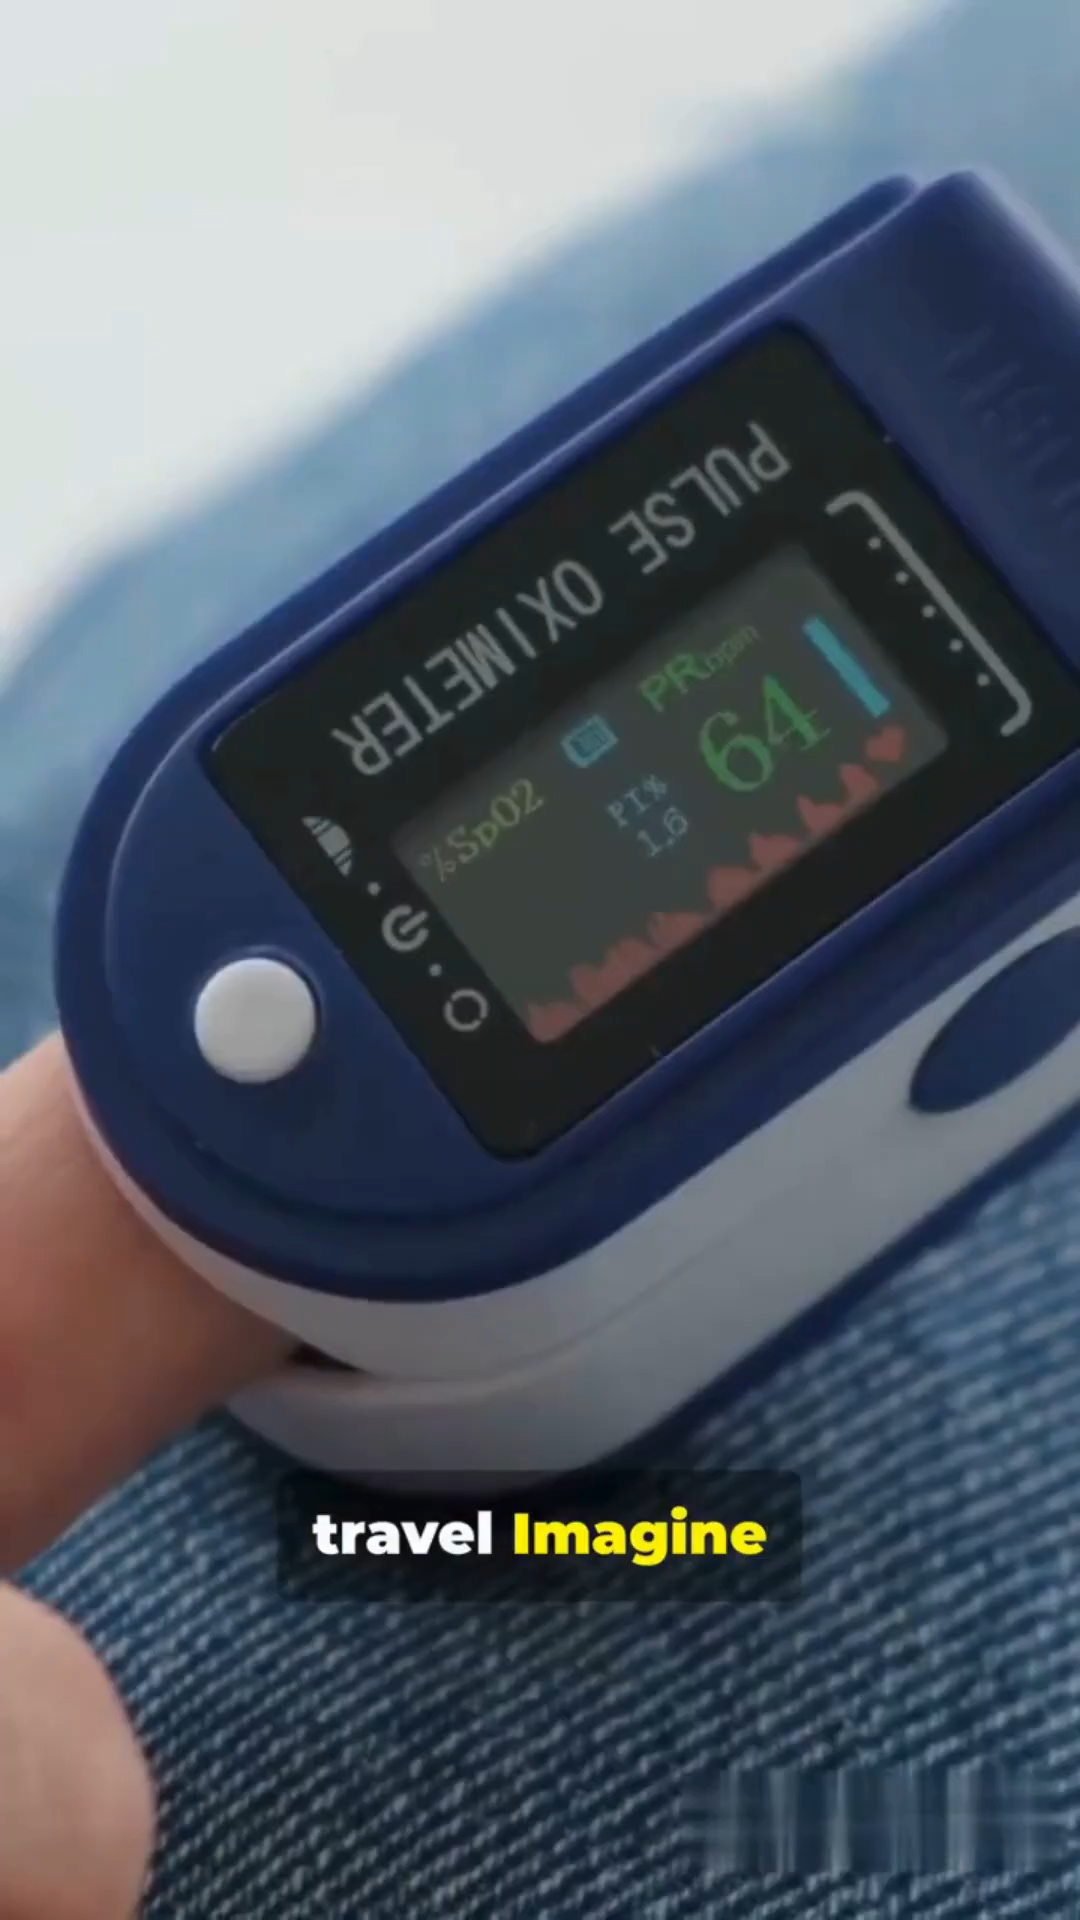 PULSE OXIMETER
%SpO2
PI%
1.6
PRbpm
64
travel Imagine